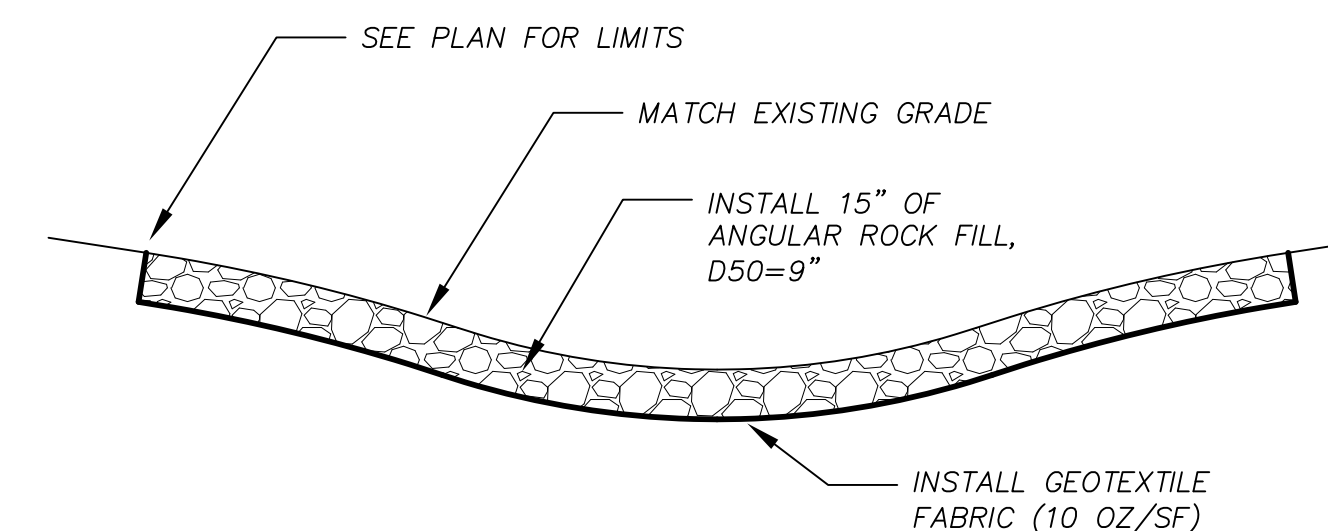 SEE PLAN FOR LIMITS
MATCH EXISTING GRADE
INSTALL 15" OF
ANGULAR ROCK FILL,
D50=9"
INSTALL GEOTEXTILE
FABRIC (10 OZ/SF)